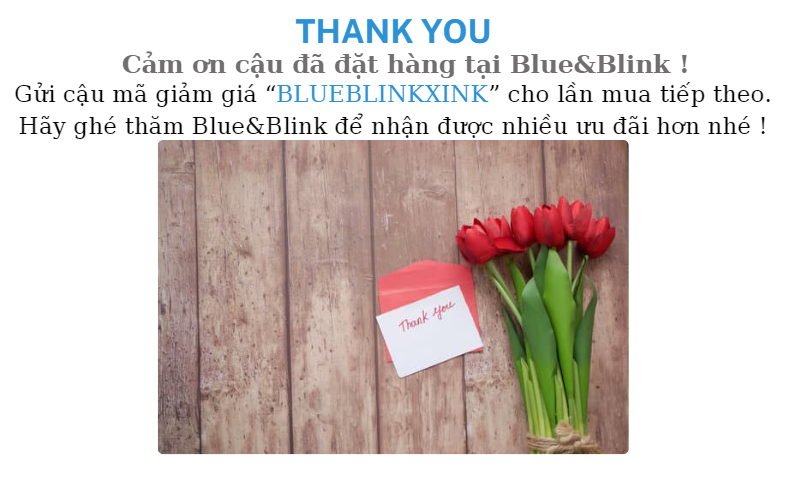 THANK YOU
Cảm ơn cậu đã đặt hàng tại Blue&Blink !
Gửi cậu mã giảm giá “BLUEBLINKXINK” cho lần mua tiếp theo.
Hãy ghé thăm Blue&Blink để nhận được nhiều ưu đãi hơn nhé !
Thank you